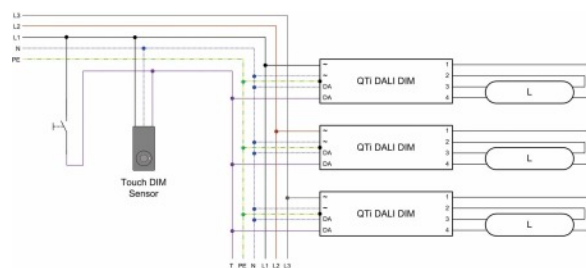 L3
L2
L1
N
PE
~
~
DA
DA
QTi DALI DIM
1
2
3
4
L
~
~
DA
DA
QTi DALI DIM
1
2
3
4
L
Touch DIM
Sensor
~
~
DA
DA
QTi DALI DIM
1
2
3
4
L
T PE N L1 L2 L3